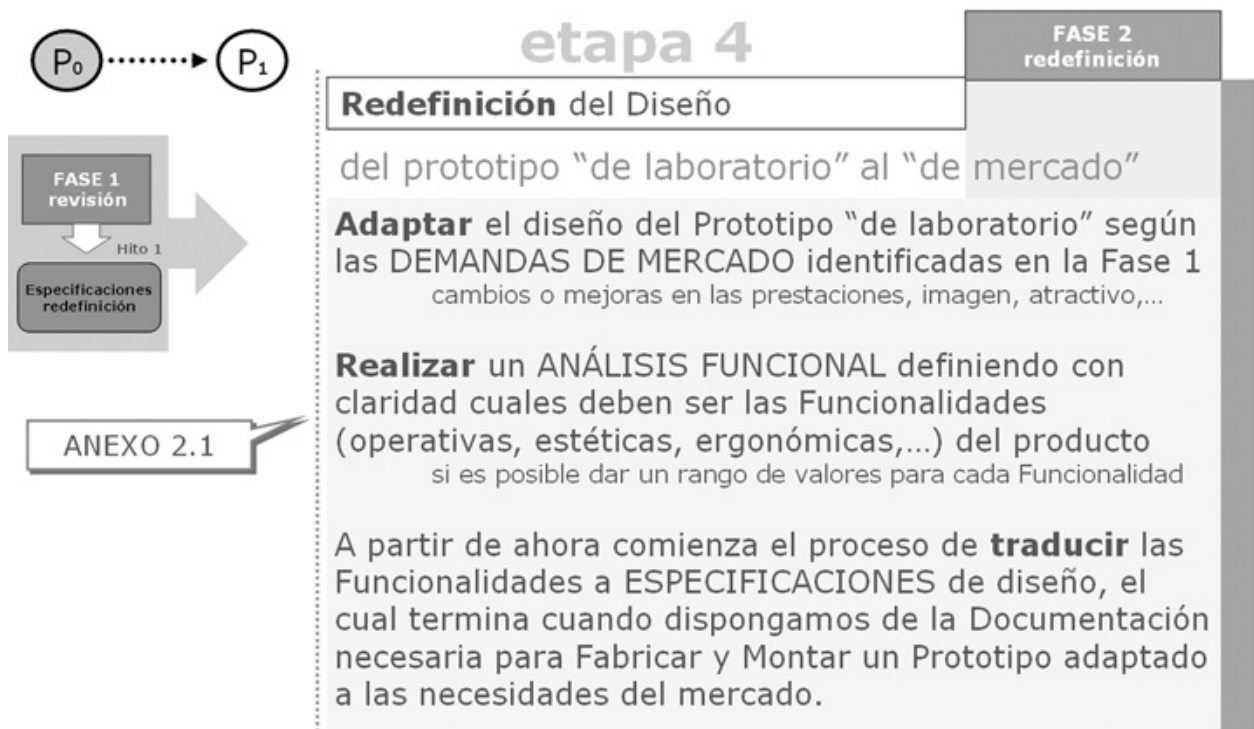 P₀
P₁
etapa 4
FASE 2
redefinición
Redefinición del Diseño
del prototipo “de laboratorio” al “de mercado”
FASE 1
revisión
Hito 1
Especificaciones
redefinición
Adaptar el diseño del Prototipo “de laboratorio” según
las DEMANDAS DE MERCADO identificadas en la Fase 1
cambios o mejoras en las prestaciones, imagen, atractivo,...
ANEXO 2.1
Realizar un ANÁLISIS FUNCIONAL definiendo con
claridad cuales deben ser las Funcionalidades
(operativas, estéticas, ergonómicas,...) del producto
si es posible dar un rango de valores para cada Funcionalidad
A partir de ahora comienza el proceso de traducir las
Funcionalidades a ESPECIFICACIONES de diseño, el
cual termina cuando dispongamos de la Documentación
necesaria para Fabricar y Montar un Prototipo adaptado
a las necesidades del mercado.